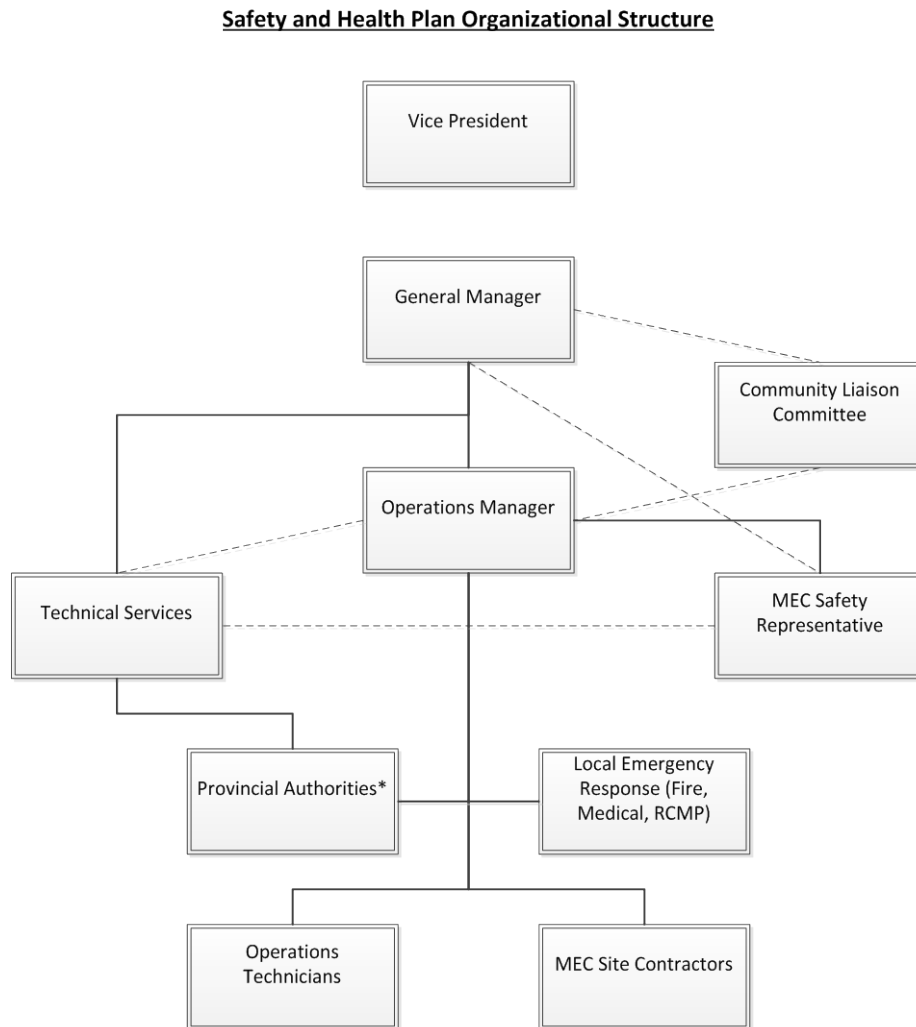 Safety and Health Plan Organizational Structure
Vice President
General Manager
Community Liaison
Committee
Operations Manager
Technical Services
MEC Safety
Representative
Provincial Authorities*
Local Emergency
Response (Fire,
Medical, RCMP)
Operations
Technicians
MEC Site Contractors